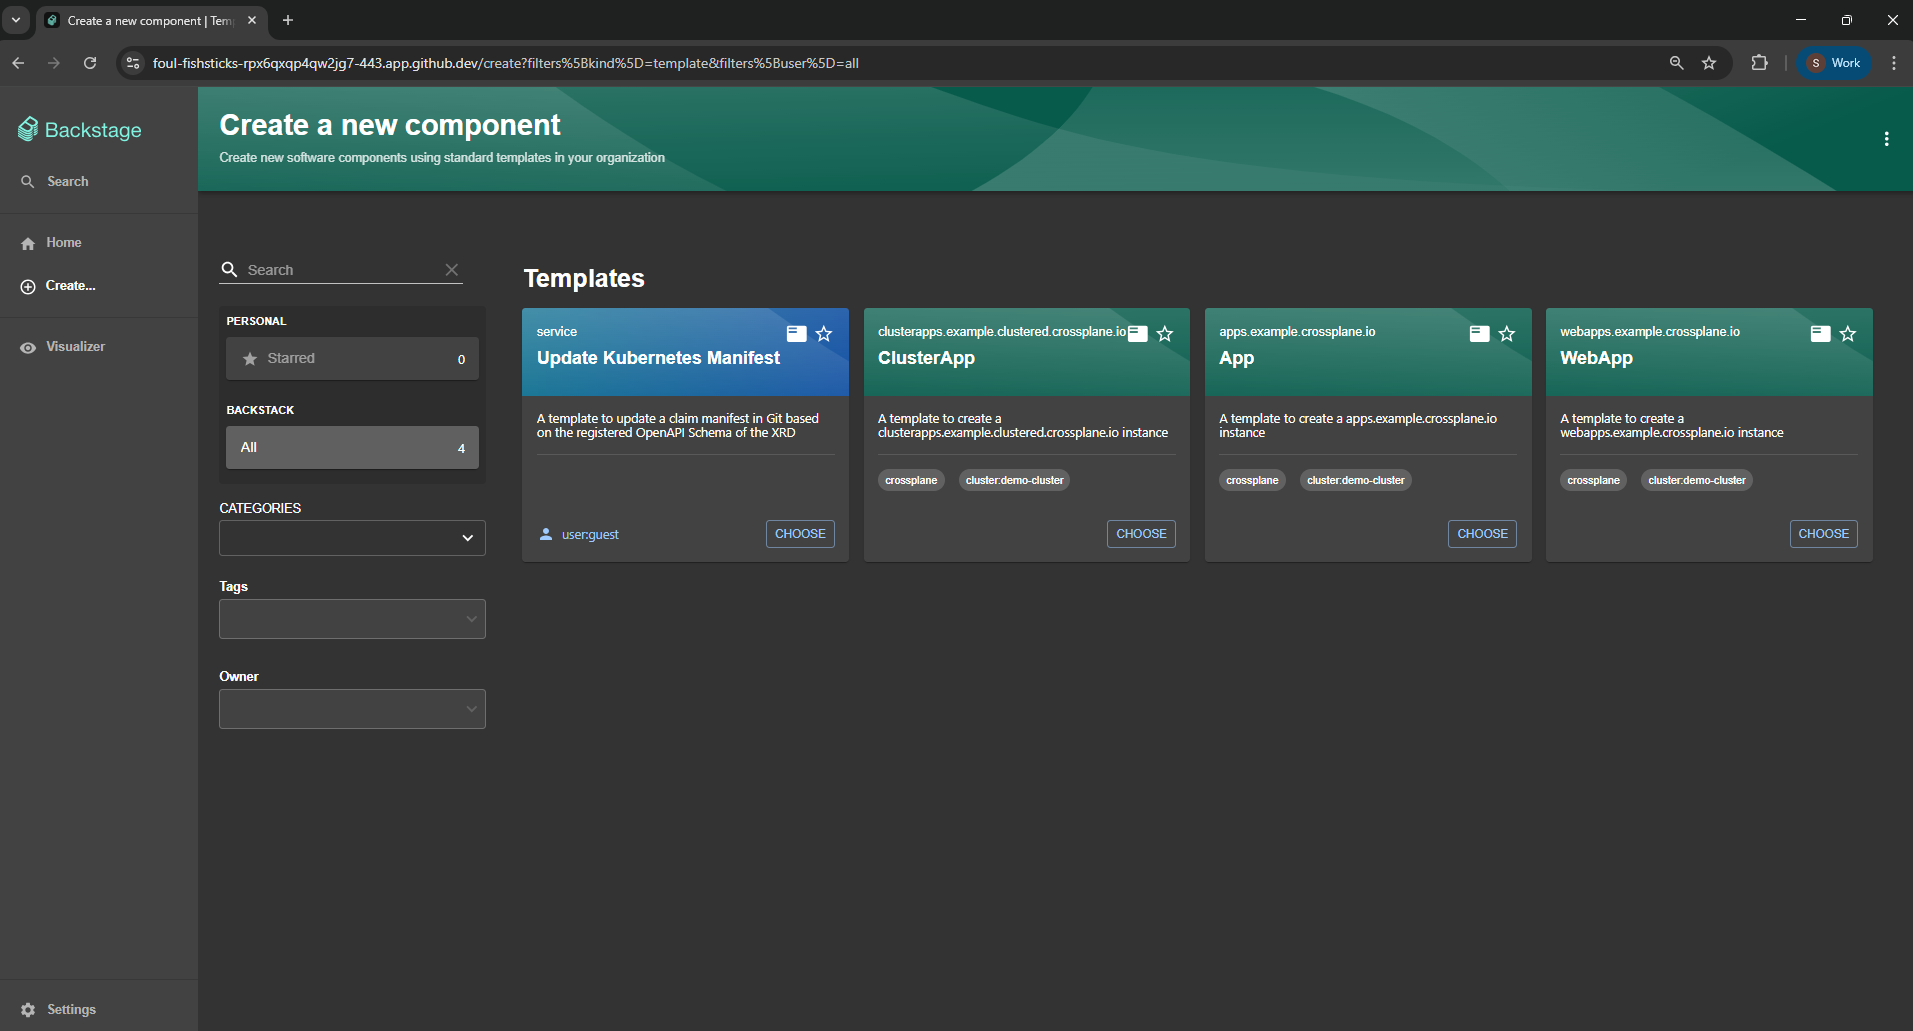 Create a new component | Tem
foul-fishsticks-rpx6qxqp4qw2jg7-443.app.github.dev/create?filters%5Bkind%5D=template&filters%5Buser%5D=all
S Work
Backstage
Search
Home
Create...
Visualizer
Settings
Create a new component
Create new software components using standard templates in your organization
Search
PERSONAL
Starred 0
BACKSTACK
All 4
CATEGORIES
Tags
Owner
Templates
service
Update Kubernetes Manifest
A template to update a claim manifest in Git based
on the registered OpenAPI Schema of the XRD
user:guest
CHOOSE
clusterapps.example.clustered.crossplane.io
ClusterApp
A template to create a
clusterapps.example.clustered.crossplane.io instance
crossplane cluster:demo-cluster
CHOOSE
apps.example.crossplane.io
App
A template to create a apps.example.crossplane.io
instance
crossplane cluster:demo-cluster
CHOOSE
webapps.example.crossplane.io
WebApp
A template to create a
webapps.example.crossplane.io instance
crossplane cluster:demo-cluster
CHOOSE